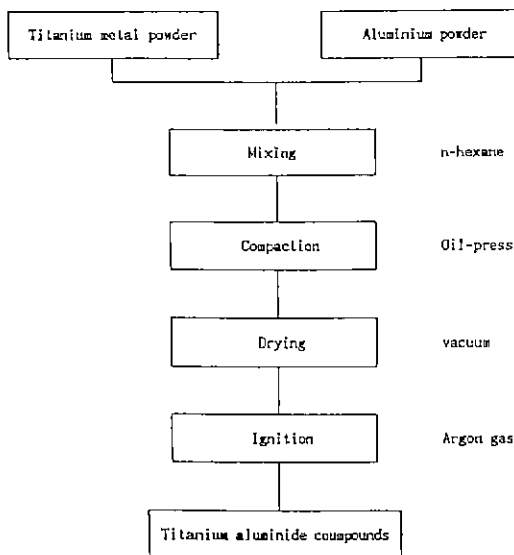 Titanium metal powder
Aluminium powder
Mixing
n-hexane
Compaction
Oil-press
Drying
vacuum
Ignition
Argon gas
Titanium aluminide coumpounds